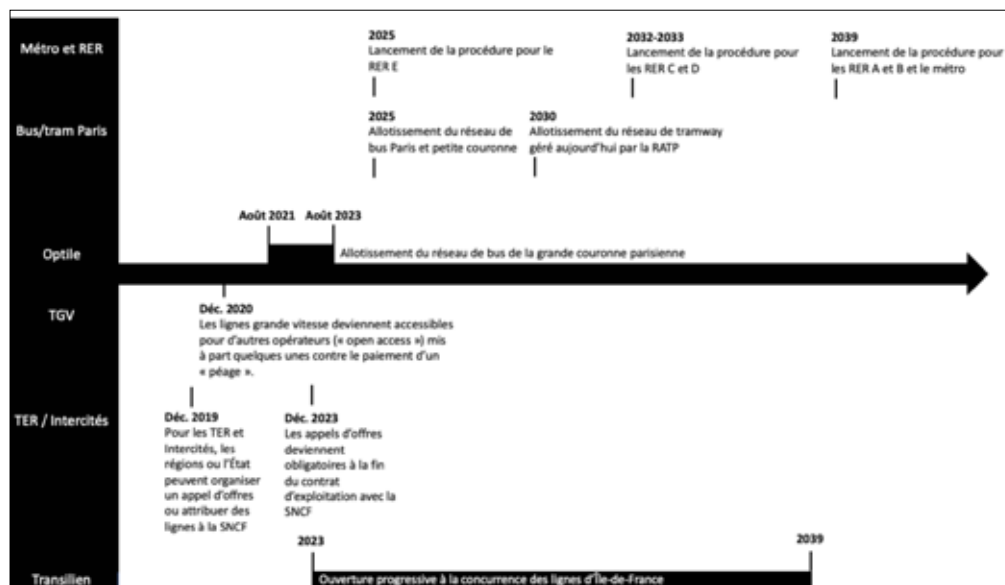 Métro et RER
2025
Lancement de la procédure pour le
RER E
2032-2033
Lancement de la procédure pour
les RER C et D
2039
Lancement de la procédure pour
les RER A et B et le métro
Bus/tram Paris
2025
Allotissement du réseau de
bus Paris et petite couronne
2030
Allotissement du réseau de tramway
géré aujourd'hui par la RATP
Août 2021
Août 2023
Optile
Allotissement du réseau de bus de la grande couronne parisienne
TGV
Déc. 2020
Les lignes grande vitesse deviennent accessibles
pour d'autres opérateurs (« open access ») mis
à part quelques unes contre le paiement d'un
« péage ».
TER / Intercités
Déc. 2019
Pour les TER et
Intercités, les
régions ou l'État
peuvent organiser
un appel d'offres
ou attribuer des
lignes à la SNCF
Déc. 2023
Les appels d'offres
deviennent
obligatoires à la fin
du contrat
d'exploitation avec la
SNCF
2023
2039
Transilien
Ouverture progressive à la concurrence des lignes d'Île-de-France